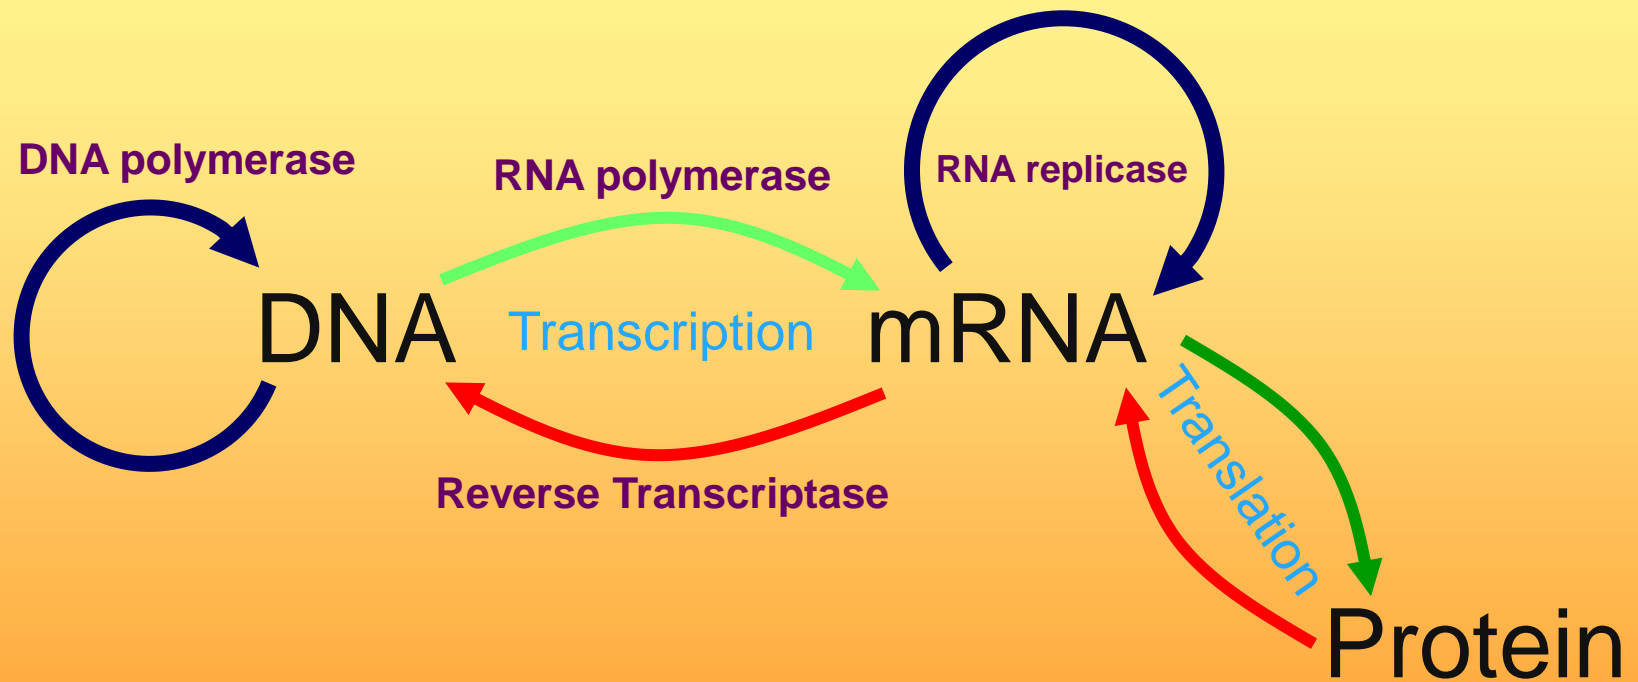 DNA polymerase
RNA polymerase
RNA replicase
DNA
Transcription
mRNA
Reverse Transcriptase
Translation
Protein